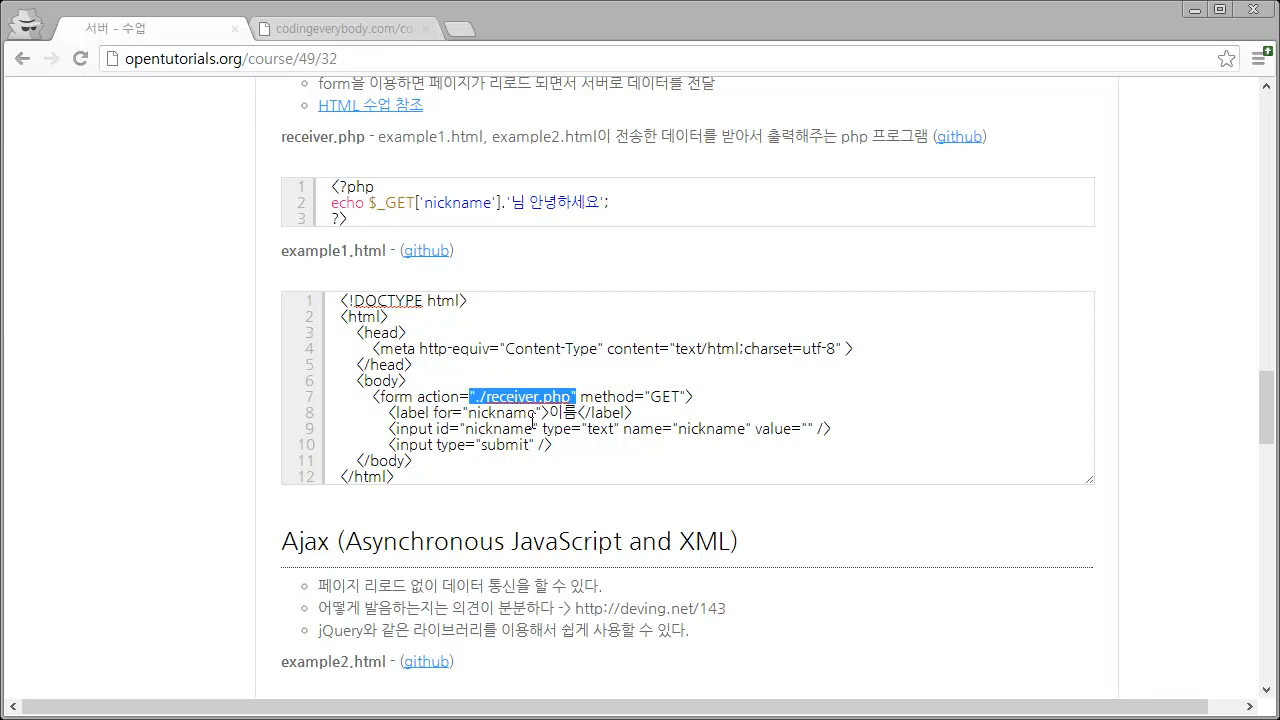 서버 - 수업
codingeverybody.com/co
opentutorials.org/course/49/32
form을 이용하면 페이지가 리로드 되면서 서버로 데이터를 전달
HTML 수업 참조
receiver.php - example1.html, example2.html이 전송한 데이터를 받아서 출력해주는 php 프로그램 (github)
1 <?php
2 echo $_GET['nickname'].'님 안녕하세요';
3 ?>
example1.html - (github)
1 <!DOCTYPE html>
2 <html>
3 <head>
4 <meta http-equiv="Content-Type" content="text/html;charset=utf-8" >
5 </head>
6 <body>
7 <form action="./receiver.php" method="GET">
8 <label for="nickname">이름</label>
9 <input id="nickname" type="text" name="nickname" value="" />
10 <input type="submit" />
11 </body>
12 </html>
Ajax (Asynchronous JavaScript and XML)
페이지 리로드 없이 데이터 통신을 할 수 있다.
어떻게 발음하는지는 의견이 분분하다 -> http://deving.net/143
jQuery와 같은 라이브러리를 이용해서 쉽게 사용할 수 있다.
example2.html - (github)